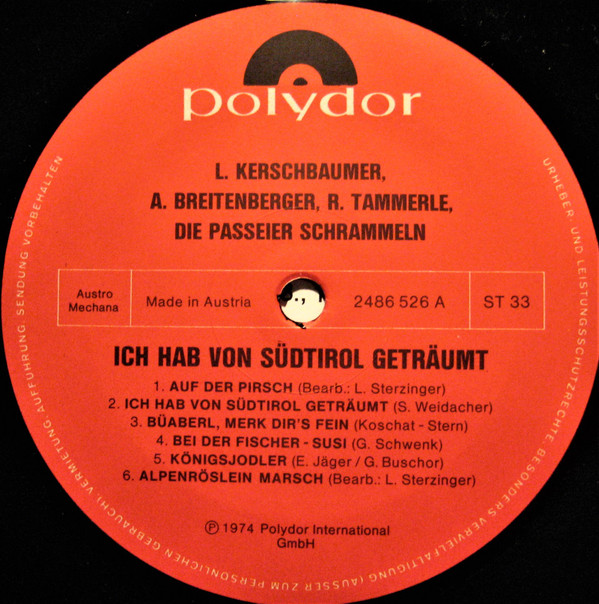 polydor
L. KERSCHBAUMER,
A. BREITENBERGER, R. TAMMERLE,
DIE PASSEIER SCHRAMMELN
Austro
Mechana
Made in Austria
2486 526 A
ST 33
ICH HAB VON SÜDTIROL GETRÄUMT
1. AUF DER PIRSCH (Bearb.: L. Sterzinger)
2. ICH HAB VON SÜDTIROL GETRÄUMT (S. Weidacher)
3. BÜABERL, MERK DIR'S FEIN (Koschat - Stern)
4. BEI DER FISCHER - SUSI (G. Schwenk)
5. KÖNIGSJODLER (E. Jäger / G. Buschor)
6. ALPENRÖSLEIN MARSCH (Bearb.: L. Sterzinger)
Ⓟ 1974 Polydor International
GmbH
URHEBER- UND LEISTUNGSSCHUTZRECHTE, BESONDERS VERVIELFÄLTIGUNG (AUSSER ZUM PERSÖNLICHEN GEBRAUCH), VERMIETUNG, AUFFÜHRUNG, SENDUNG VORBEHALTEN